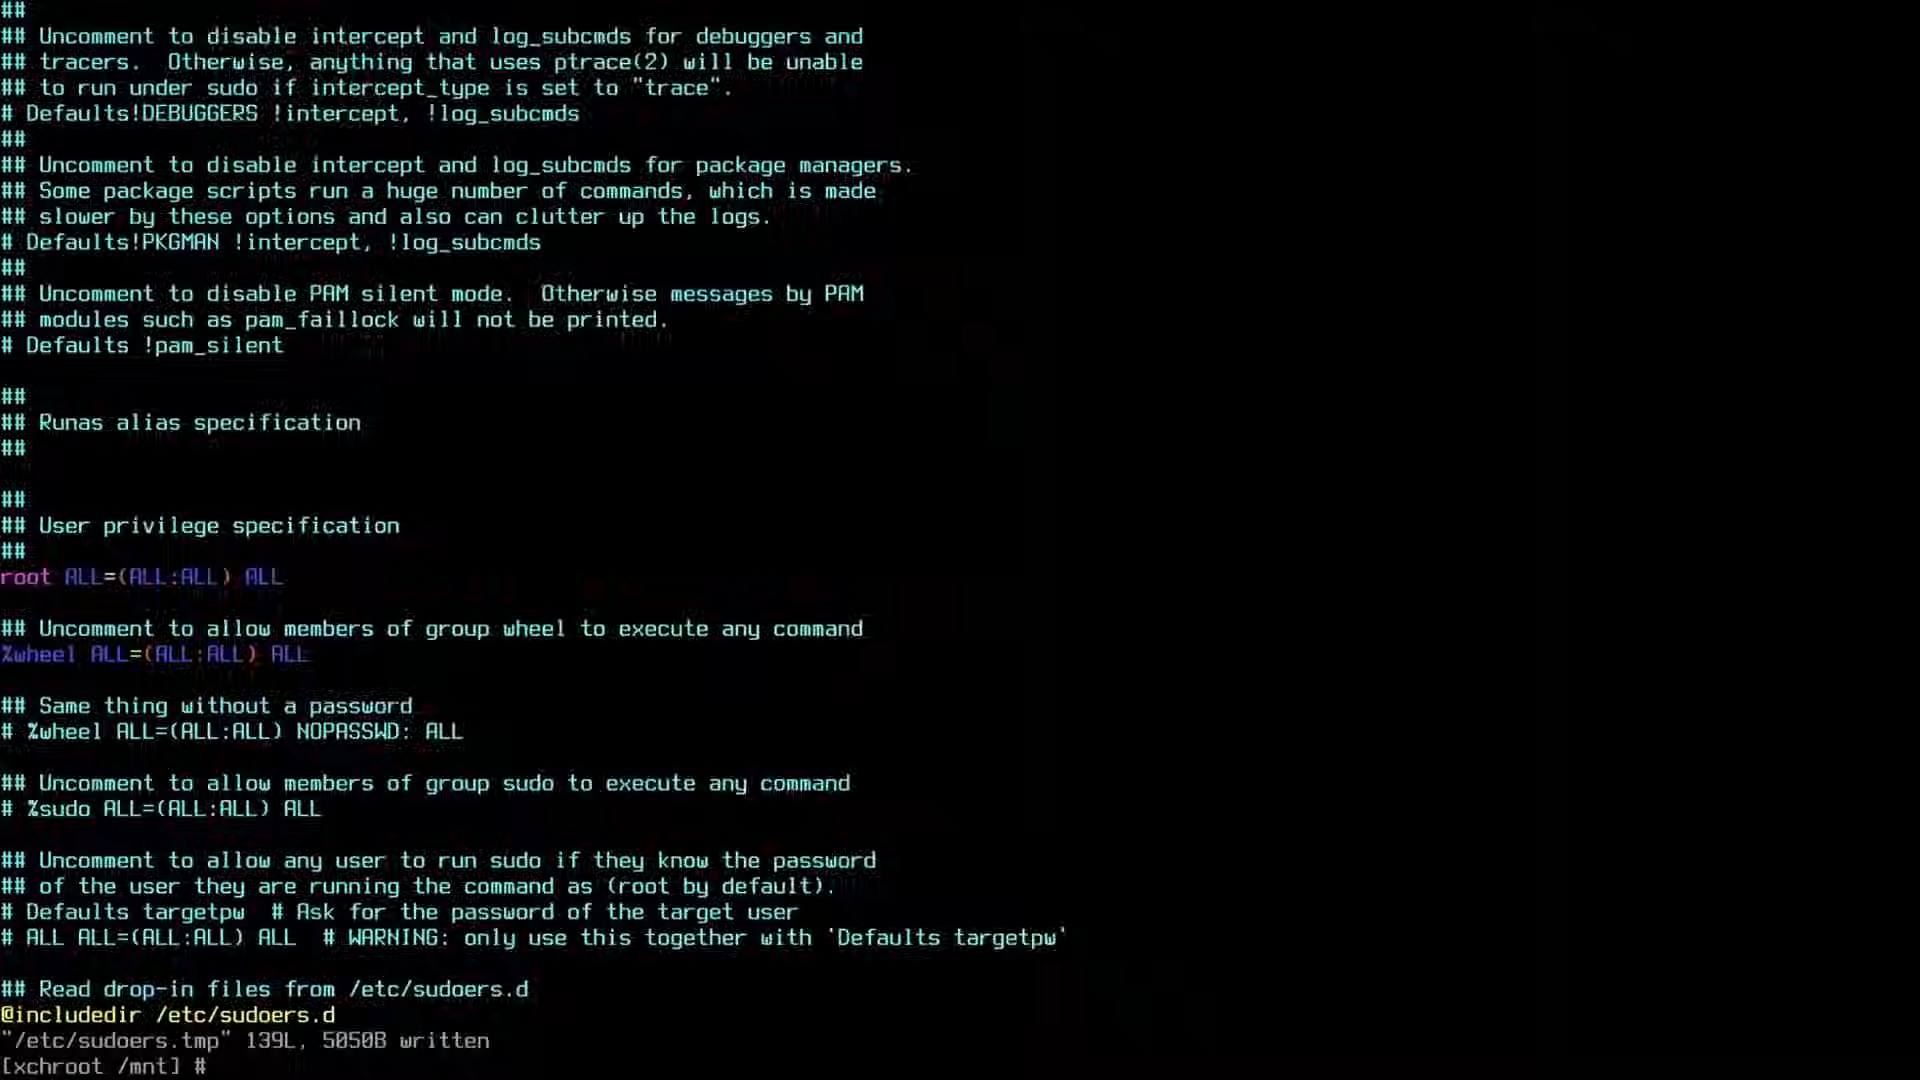 ##
## Uncomment to disable intercept and log_subcmds for debuggers and
## tracers.  Otherwise, anything that uses ptrace(2) will be unable
## to run under sudo if intercept_type is set to "trace".
# Defaults!DEBUGGERS !intercept, !log_subcmds
##
## Uncomment to disable intercept and log_subcmds for package managers.
## Some package scripts run a huge number of commands, which is made
## slower by these options and also can clutter up the logs.
# Defaults!PKGMAN !intercept, !log_subcmds
##
## Uncomment to disable PAM silent mode.  Otherwise messages by PAM
## modules such as pam_faillock will not be printed.
# Defaults !pam_silent
##
## Runas alias specification
##
##
## User privilege specification
##
root ALL=(ALL:ALL) ALL
## Uncomment to allow members of group wheel to execute any command
%wheel ALL=(ALL:ALL) ALL
## Same thing without a password
# %wheel ALL=(ALL:ALL) NOPASSWD: ALL
## Uncomment to allow members of group sudo to execute any command
# %sudo ALL=(ALL:ALL) ALL
## Uncomment to allow any user to run sudo if they know the password
## of the user they are running the command as (root by default).
# Defaults targetpw  # Ask for the password of the target user
# ALL ALL=(ALL:ALL) ALL  # WARNING: only use this together with 'Defaults targetpw'
## Read drop-in files from /etc/sudoers.d
@includedir /etc/sudoers.d
"/etc/sudoers.tmp" 139L, 5050B written
[xchroot /mnt] #